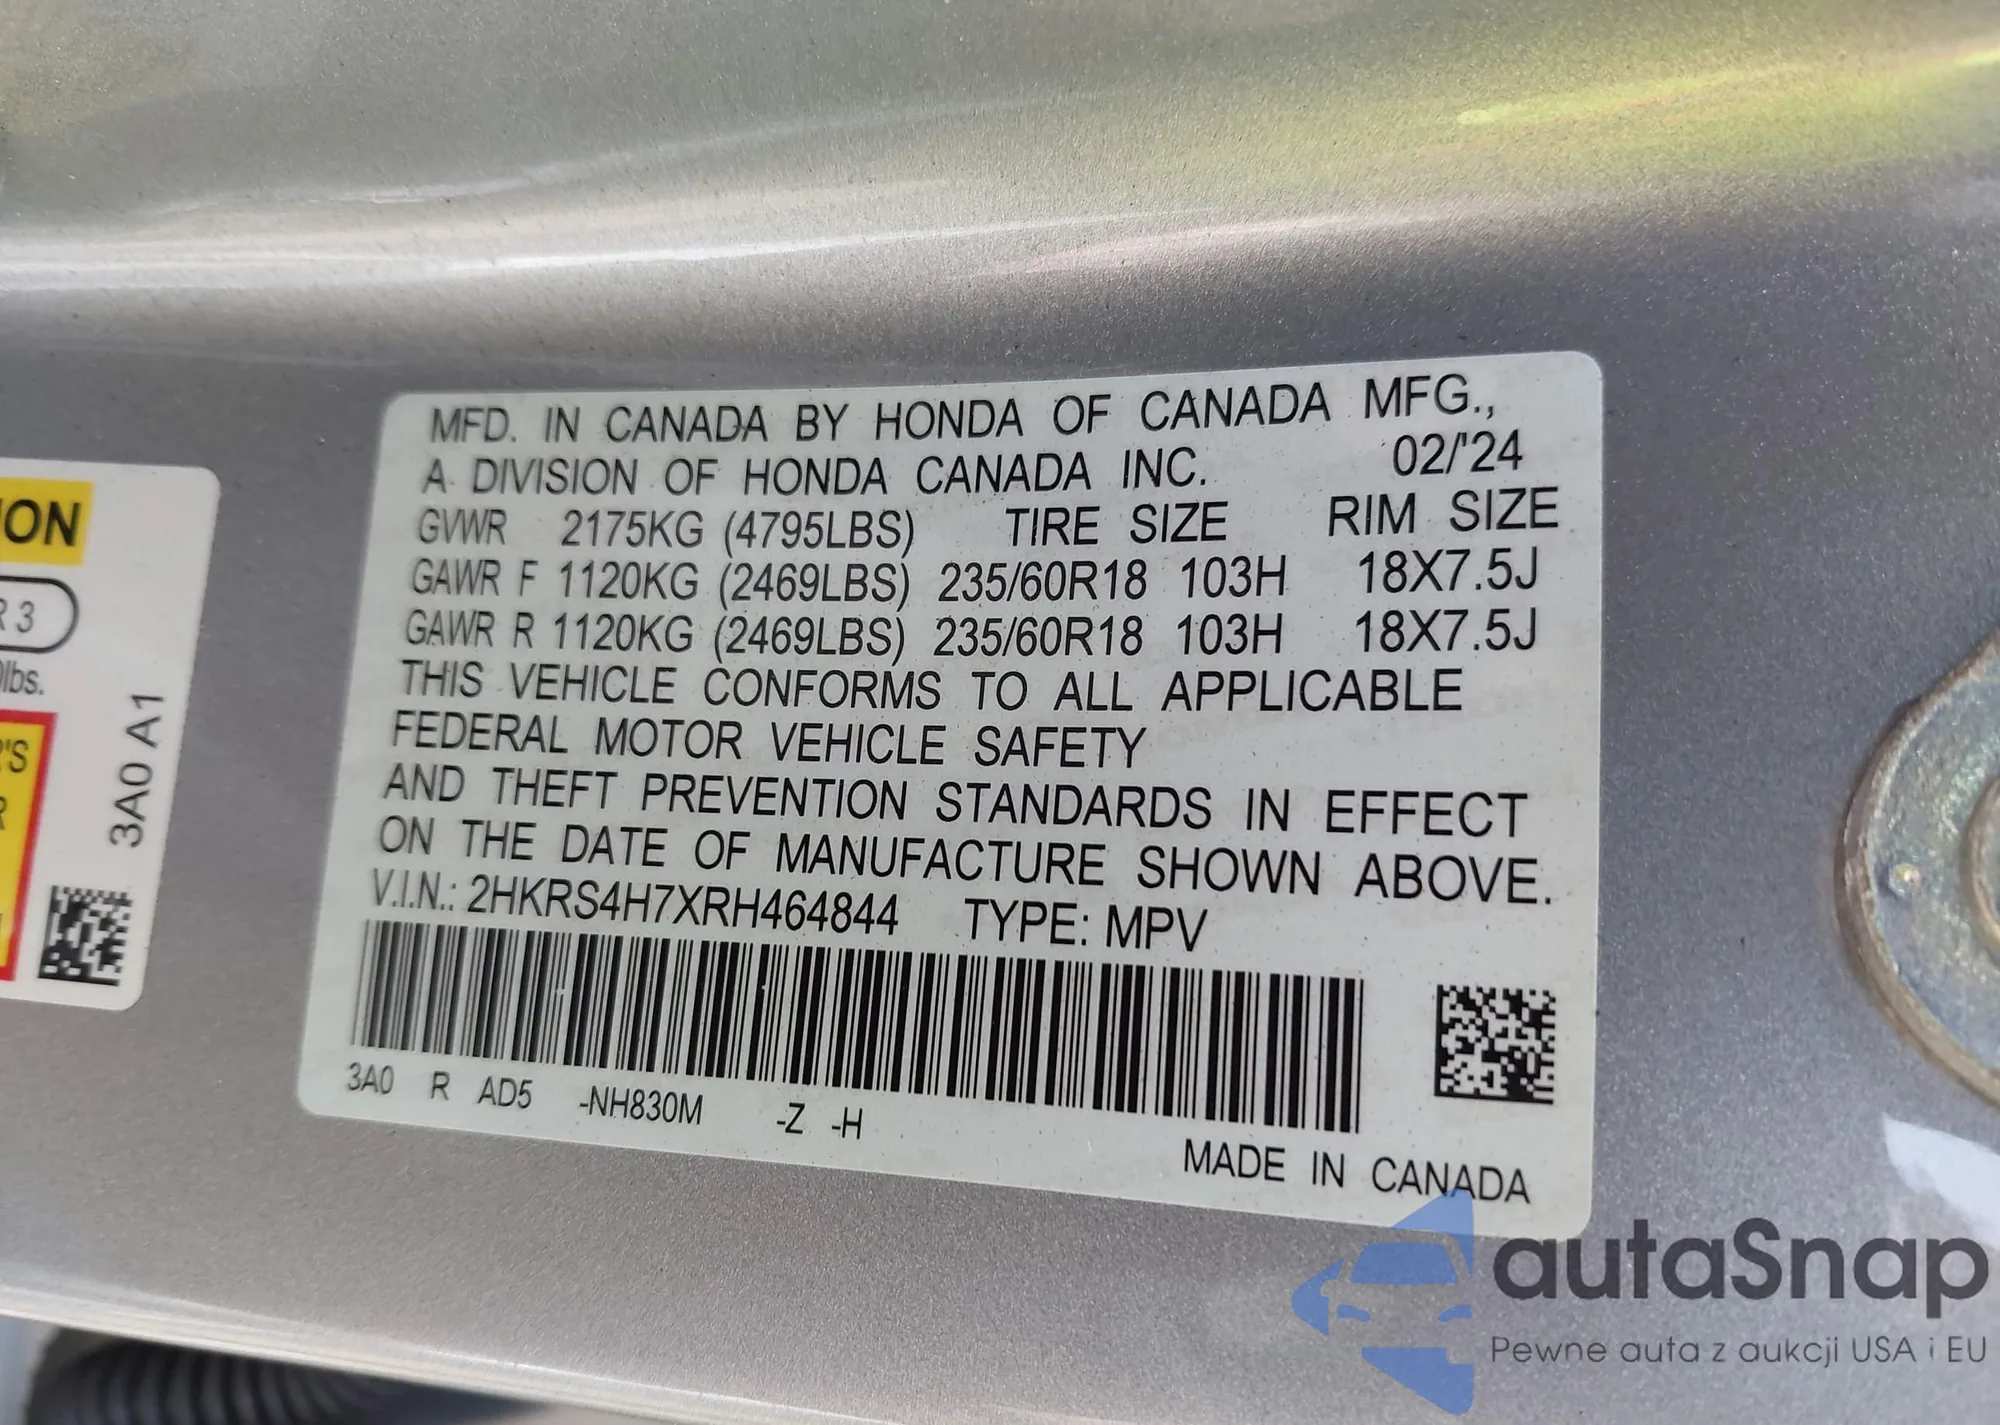 MFD. IN CANADA BY HONDA OF CANADA MFG.,
A DIVISION OF HONDA CANADA INC. 02/'24
GVWR 2175KG (4795LBS) TIRE SIZE RIM SIZE
GAWR F 1120KG (2469LBS) 235/60R18 103H 18X7.5J
GAWR R 1120KG (2469LBS) 235/60R18 103H 18X7.5J
THIS VEHICLE CONFORMS TO ALL APPLICABLE
FEDERAL MOTOR VEHICLE SAFETY
AND THEFT PREVENTION STANDARDS IN EFFECT
ON THE DATE OF MANUFACTURE SHOWN ABOVE.
V.I.N.: 2HKRS4H7XRH464844 TYPE: MPV
3A0 R AD5 -NH830M -Z -H
MADE IN CANADA
3
lbs.
3A0 A1
autaSnap
Pewne auta z aukcji USA i EU